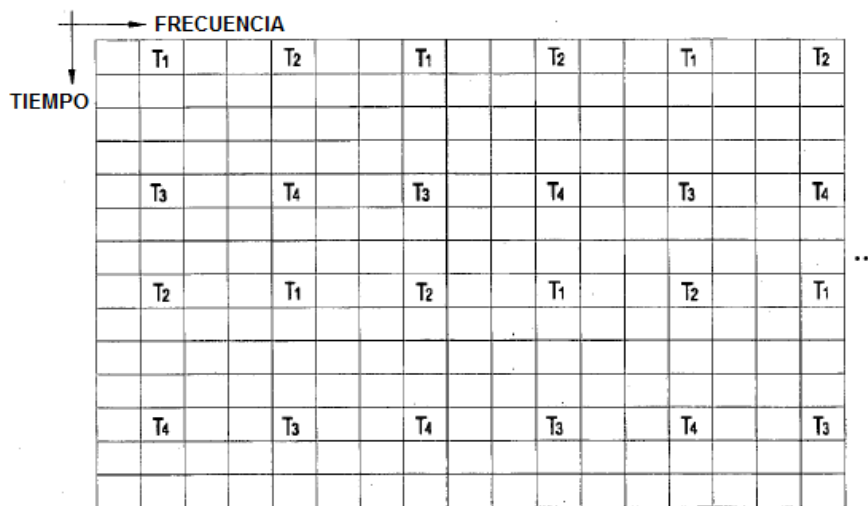 FRECUENCIA
T1 T2 T1 T2 T1 T2
TIEMPO
T3 T4 T3 T4 T3 T4
..
T2 T1 T2 T1 T2 T1
T4 T3 T4 T3 T4 T3